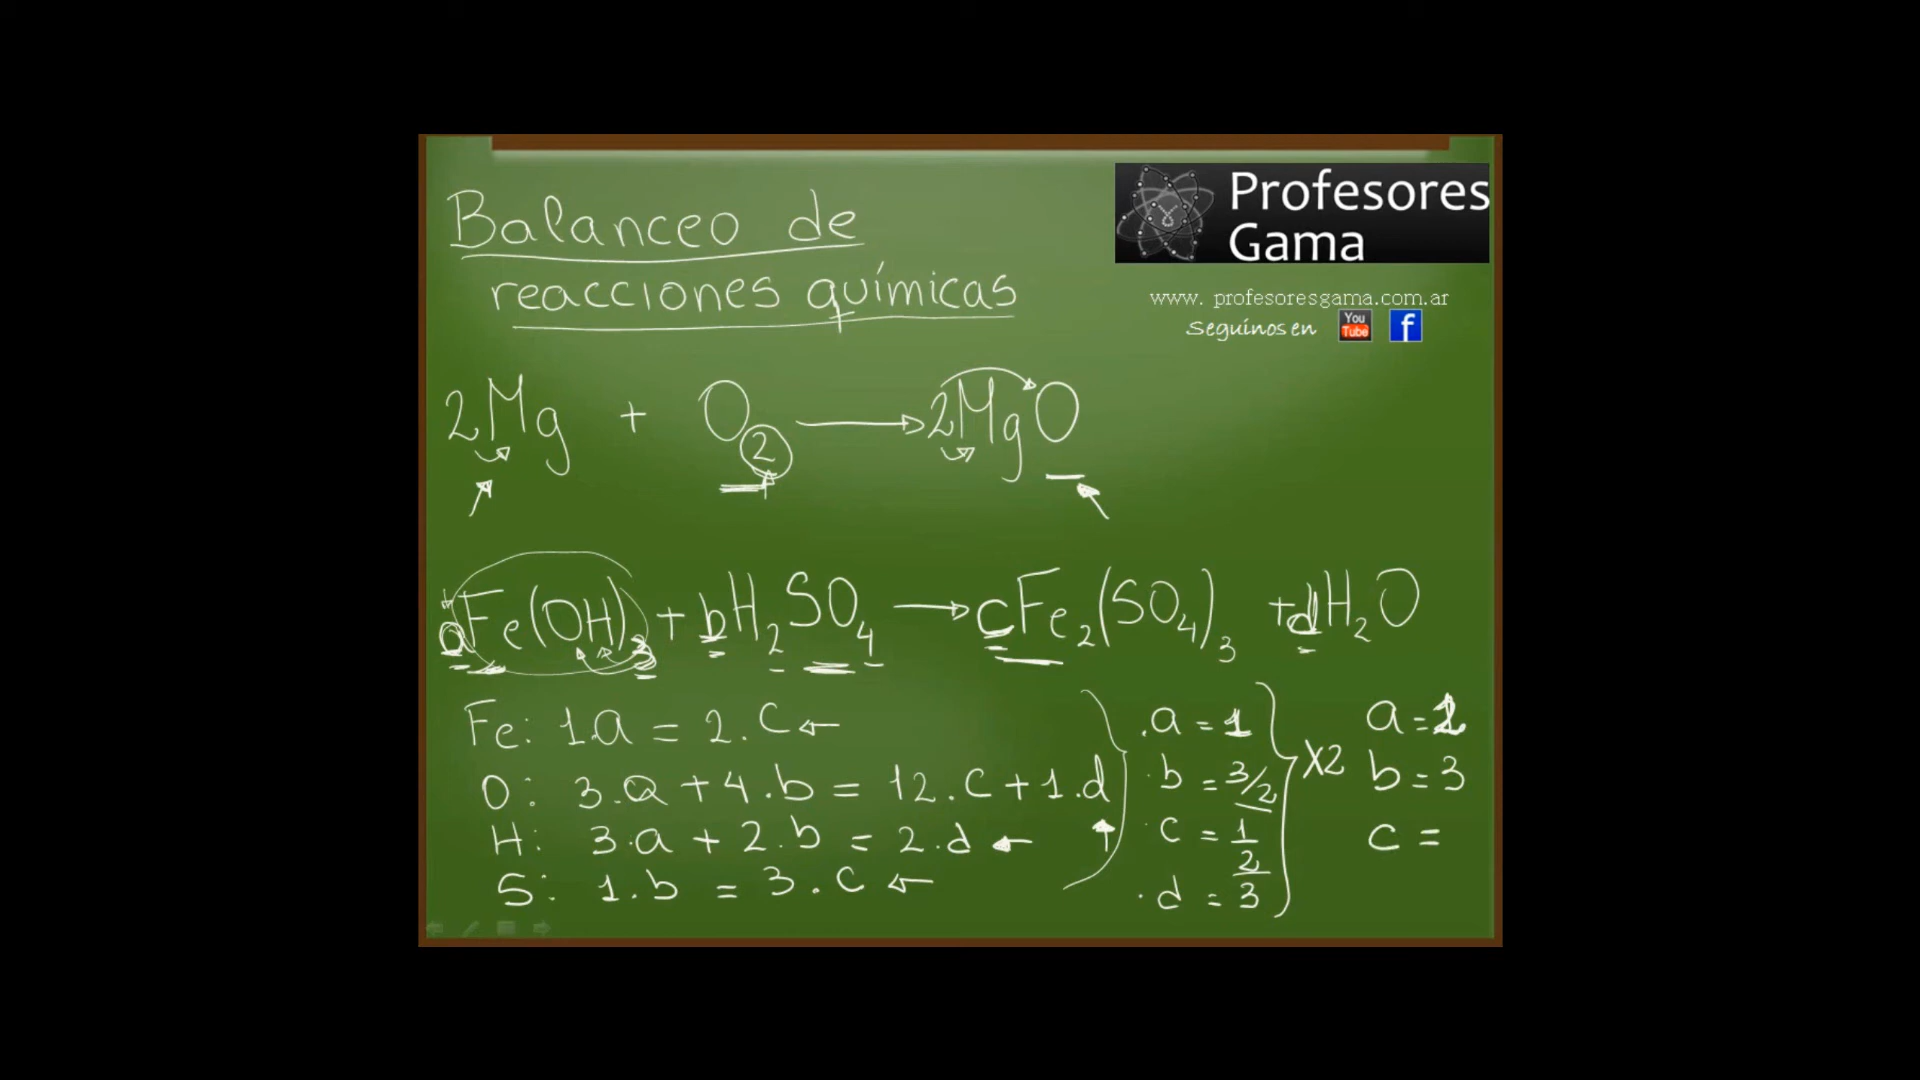 Balanceo de
reacciones químicas
Profesores
Gama
www. profesoresgama.com.ar
Seguinos en You Tube f
2Mg + O2 → 2MgO
aFe(OH)3 + bH2SO4 → cFe2(SO4)3 + dH2O
Fe: 1.a = 2.c ←
O: 3.a + 4.b = 12.c + 1.d
H: 3.a + 2.b = 2.d ←
S: 1.b = 3.c ←
.a = 1
.b = 3/2
.c = 1/2
.d = 3
X2
a = 2
b = 3
c =